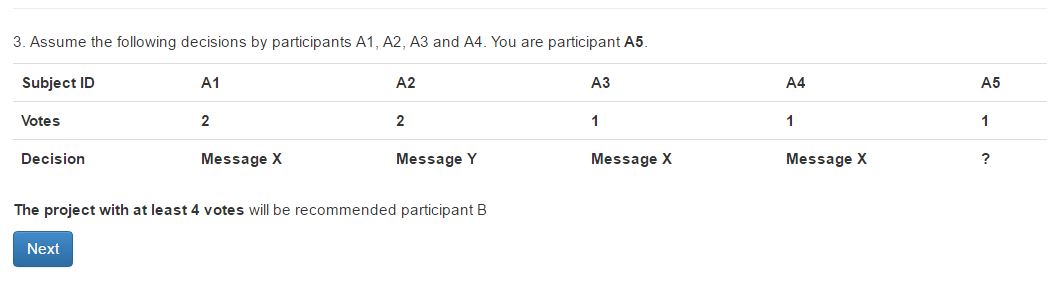 3. Assume the following decisions by participants A1, A2, A3 and A4. You are participant A5.
Subject ID A1 A2 A3 A4 A5
Votes 2 2 1 1 1
Decision Message X Message Y Message X Message X ?
The project with at least 4 votes will be recommended participant B
Next